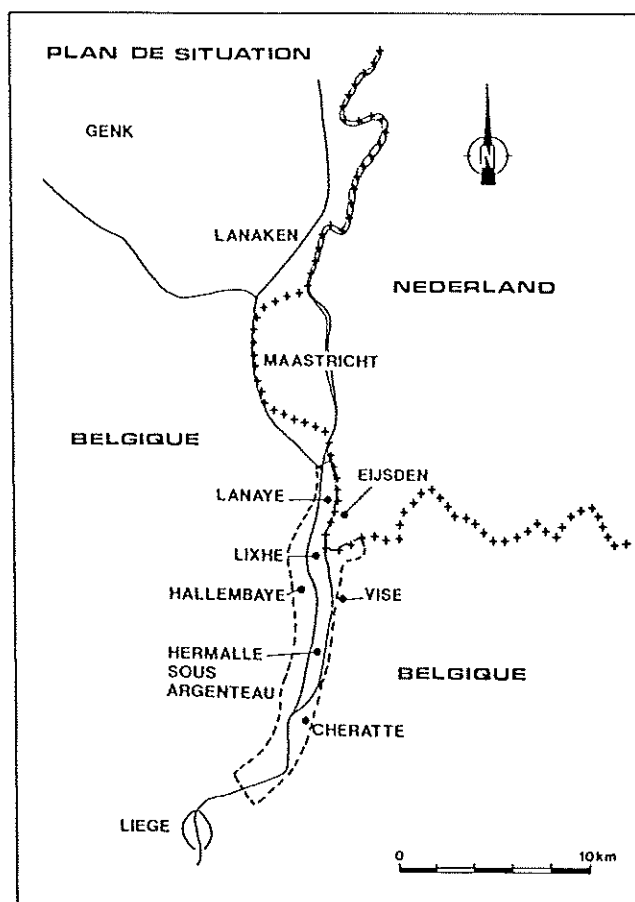 PLAN DE SITUATION
GENK
N
LANAKEN
NEDERLAND
MAASTRICHT
BELGIQUE
EIJSDEN
LANAYE
LIXHE
HALLEMBAYE
VISE
HERMALLE
SOUS
ARGENTEAU
BELGIQUE
CHERATTE
LIEGE
0 10km